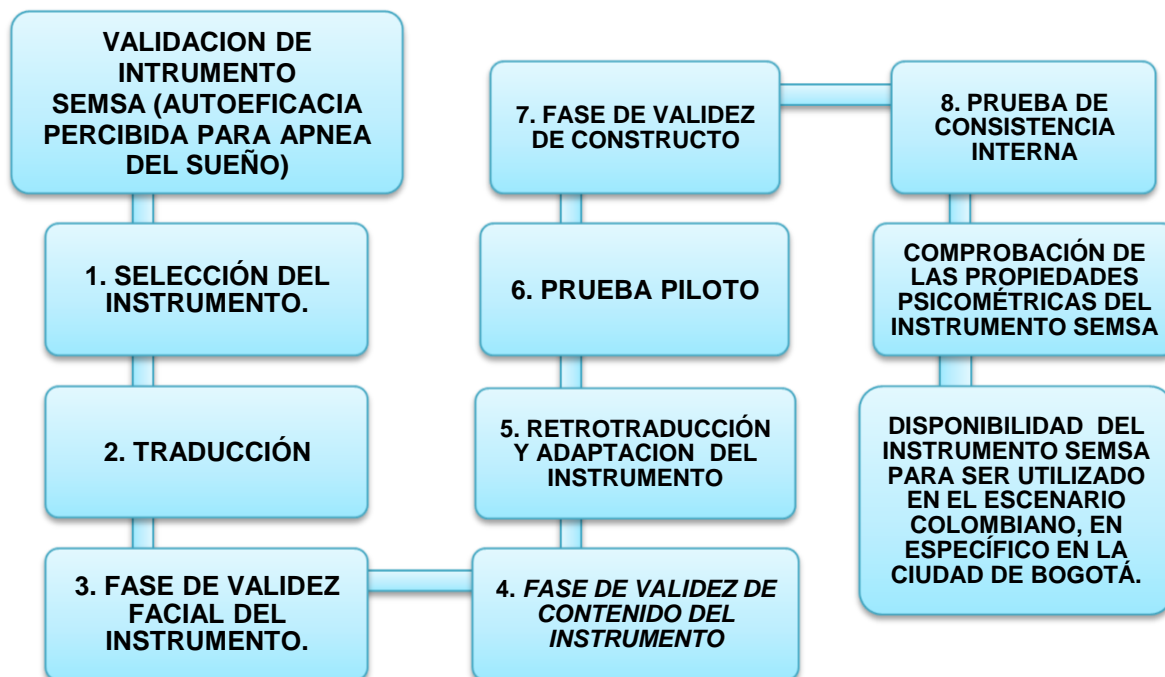 VALIDACION DE
INTRUMENTO
SEMSA (AUTOEFICACIA
PERCIBIDA PARA APNEA
DEL SUEÑO)
1. SELECCIÓN DEL
INSTRUMENTO.
2. TRADUCCIÓN
3. FASE DE VALIDEZ
FACIAL DEL
INSTRUMENTO.
4. FASE DE VALIDEZ DE
CONTENIDO DEL
INSTRUMENTO
5. RETROTRADUCCIÓN
Y ADAPTACION DEL
INSTRUMENTO
6. PRUEBA PILOTO
7. FASE DE VALIDEZ
DE CONSTRUCTO
8. PRUEBA DE
CONSISTENCIA
INTERNA
COMPROBACIÓN DE
LAS PROPIEDADES
PSICOMÉTRICAS DEL
INSTRUMENTO SEMSA
DISPONIBILIDAD DEL
INSTRUMENTO SEMSA
PARA SER UTILIZADO
EN EL ESCENARIO
COLOMBIANO, EN
ESPECÍFICO EN LA
CIUDAD DE BOGOTÁ.